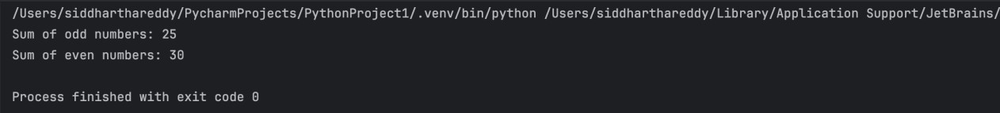 /Users/siddharthareddy/PycharmProjects/PythonProject1/.venv/bin/python /Users/siddharthareddy/Library/Application Support/JetBrains/
Sum of odd numbers: 25
Sum of even numbers: 30
Process finished with exit code 0